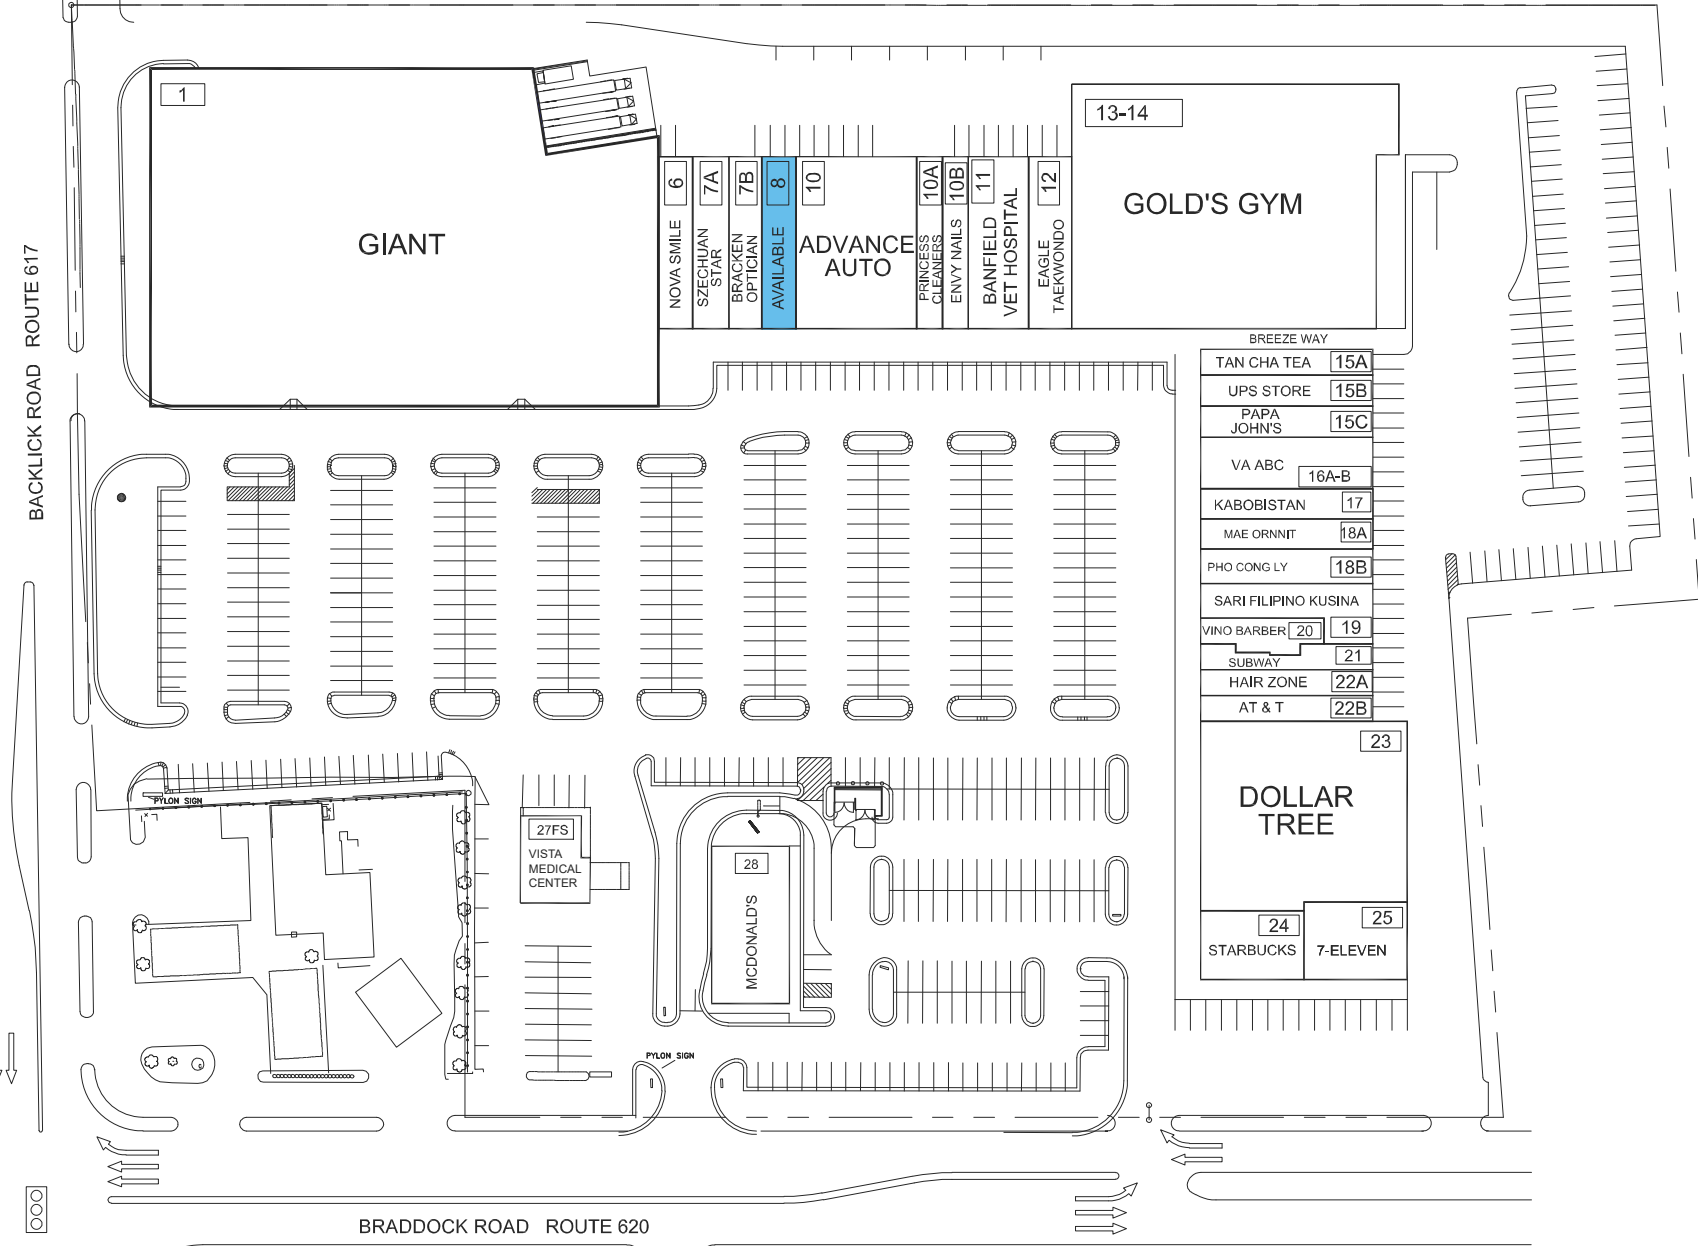 1
GIANT
6
NOVA SMILE
7A
SZECHUAN
STAR
7B
BRACKEN
OPTICIAN
8
AVAILABLE
10
ADVANCE
AUTO
10A
PRINCESS
CLEANERS
10B
ENVY NAILS
11
BANFIELD
VET HOSPITAL
12
EAGLE
TAEKWONDO
13-14
GOLD'S GYM
BREEZE WAY
TAN CHA TEA 15A
UPS STORE 15B
PAPA
JOHN'S 15C
VA ABC
16A-B
KABOBISTAN 17
MAE ORNNIT 18A
PHO CONG LY 18B
SARI FILIPINO KUSINA
19
VINO BARBER 20
SUBWAY 21
HAIR ZONE 22A
AT & T 22B
23
DOLLAR
TREE
24
STARBUCKS
25
7-ELEVEN
27FS
VISTA
MEDICAL
CENTER
28
MCDONALD'S
PYLON SIGN
PYLON SIGN
BACKLICK ROAD ROUTE 617
BRADDOCK ROAD ROUTE 620